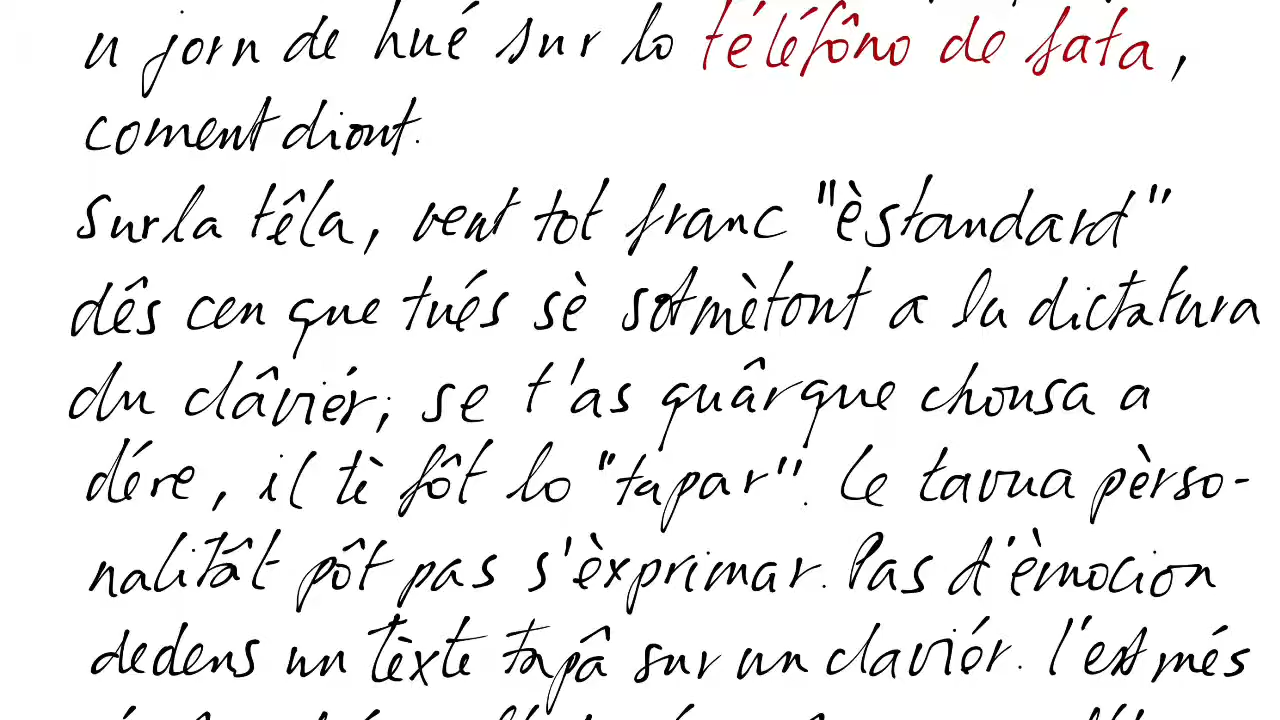 u jorn de hué sur lo téléfôno de fata,
coment diont.
Sur la têla, vent tot franc "èstandard"
dês cen que tués sè sotmètont a la dictatura
du clâviér; se t'as quârque chousa a
dére, il tè fôt lo "tapar". Le tavua pèrso-
nalitât pôt pas s'èxprimar. Pas d'èmocion
dedens un tèxte tapâ sur un claviér. l'est més